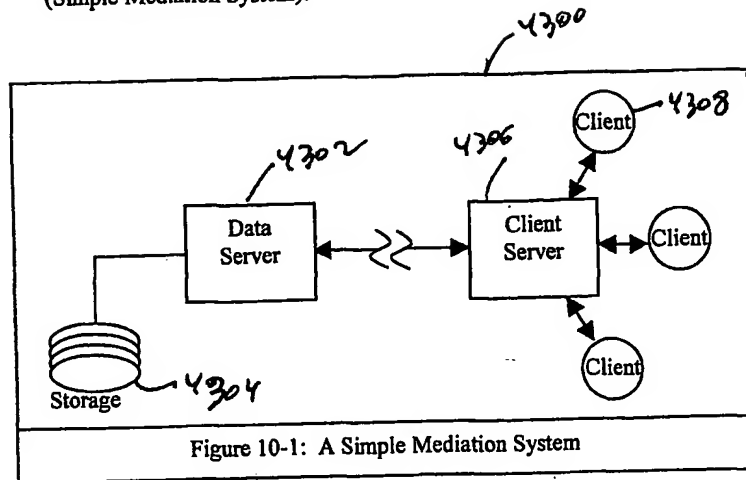 (Simple Mediation System).
4300
Client
4308
4302
4306
Data
Server
Client
Server
Client
Client
4304
Storage
Figure 10-1: A Simple Mediation System